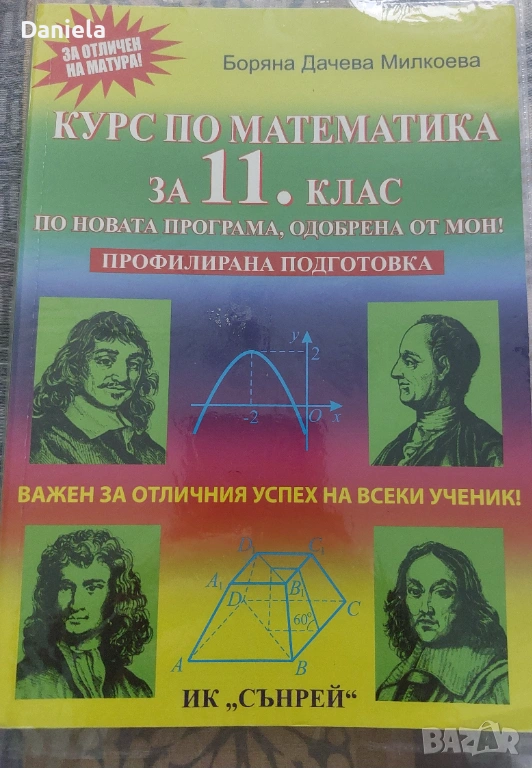 Daniela
ЗА ОТЛИЧЕН
НА МАТУРА!
Боряна Дачева Милкоева
КУРС ПО МАТЕМАТИКА
ЗА 11. КЛАС
ПО НОВАТА ПРОГРАМА, ОДОБРЕНА ОТ МОН!
ПРОФИЛИРАНА ПОДГОТОВКА
y
2
-2
O
x
ВАЖЕН ЗА ОТЛИЧНИЯ УСПЕХ НА ВСЕКИ УЧЕНИК!
D₁
C₁
A₁
B₁
D
C
60°
A
B
ИК „СЪНРЕЙ“
BAZAR